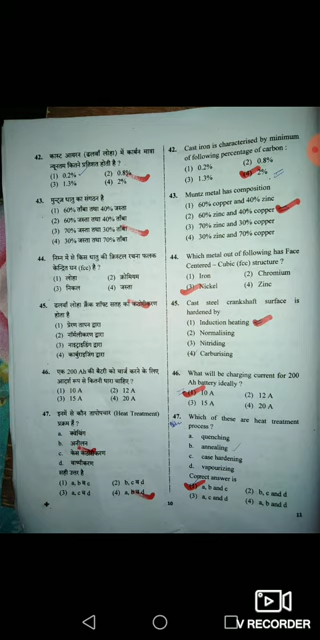 42. कास्ट आयरन (ढलवाँ लोहा) में कार्बन मात्रा
न्यूनतम कितने प्रतिशत होती है ?
(1) 0.2% (2) 0.8%
(3) 1.3% (4) 2%
43. मुन्ट्ज धातु का संगठन है
(1) 60% ताँबा तथा 40% जस्ता
(2) 60% जस्ता तथा 40% ताँबा
(3) 70% जस्ता तथा 30% ताँबा
(4) 30% जस्ता तथा 70% ताँबा
44. निम्न में से किस धातु की क्रिस्टल रचना फलक
केन्द्रित घन (fcc) है ?
(1) लोहा (2) क्रोमियम
(3) निकल (4) जस्ता
45. ढलवाँ लोहा क्रैंक शॉफ्ट सतह का कठोरीकरण
होता है
(1) प्रेरण तापन द्वारा
(2) नॉर्मलीकरण द्वारा
(3) नाइट्राइडिंग द्वारा
(4) कार्बुराइजिंग द्वारा
46. एक 200 Ah की बैटरी को चार्ज करने के लिए
आदर्श रूप से कितनी धारा चाहिए ?
(1) 10 A (2) 12 A
(3) 15 A (4) 20 A
47. इनमें से कौन तापोपचार (Heat Treatment)
प्रक्रम हैं ?
a. क्वेंचिंग
b. अनीलन
c. केस कठोरीकरण
d. वाष्पीकरण
सही उत्तर है
(1) a, b व c (2) b, c व d
(3) a, c व d (4) a, b व d
10
42. Cast iron is characterised by minimum
of following percentage of carbon :
(1) 0.2% (2) 0.8%
(3) 1.3% (4) 2%
43. Muntz metal has composition
(1) 60% copper and 40% zinc
(2) 60% zinc and 40% copper
(3) 70% zinc and 30% copper
(4) 30% zinc and 70% copper
44. Which metal out of following has Face
Centered – Cubic (fcc) structure ?
(1) Iron (2) Chromium
(3) Nickel (4) Zinc
45. Cast steel crankshaft surface is
hardened by
(1) Induction heating
(2) Normalising
(3) Nitriding
(4) Carburising
46. What will be charging current for 200
Ah battery ideally ?
(1) 10 A (2) 12 A
(3) 15 A (4) 20 A
47. Which of these are heat treatment
process ?
a. quenching
b. annealing
c. case hardening
d. vapourizing
Correct answer is
(1) a, b and c (2) b, c and d
(3) a, c and d (4) a, b and d
11
V RECORDER